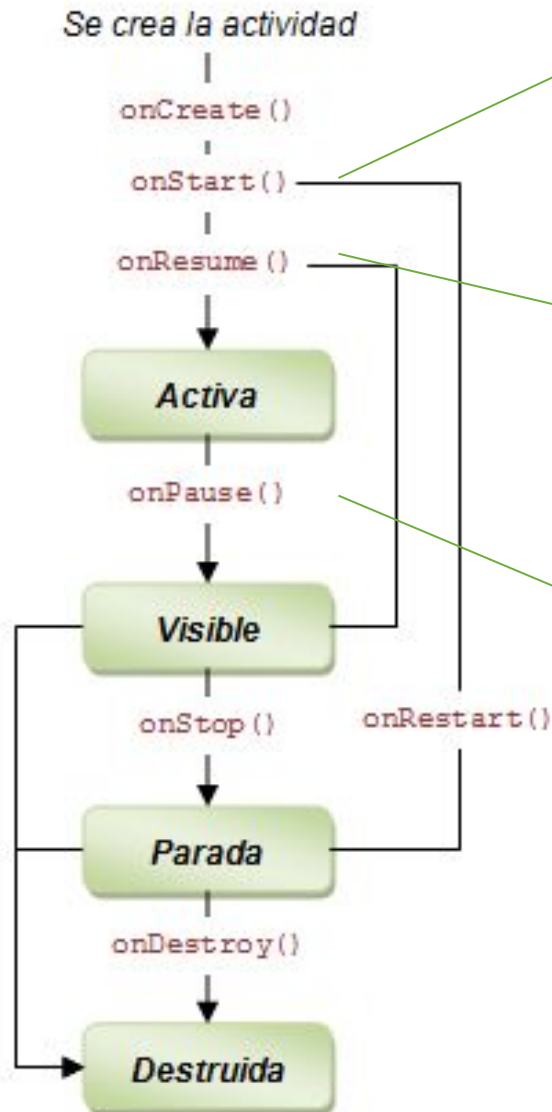 Se crea la actividad
onCreate()
onStart()
onResume()
Activa
onPause()
Visible
onStop()
onRestart()
Parada
onDestroy()
Destruida